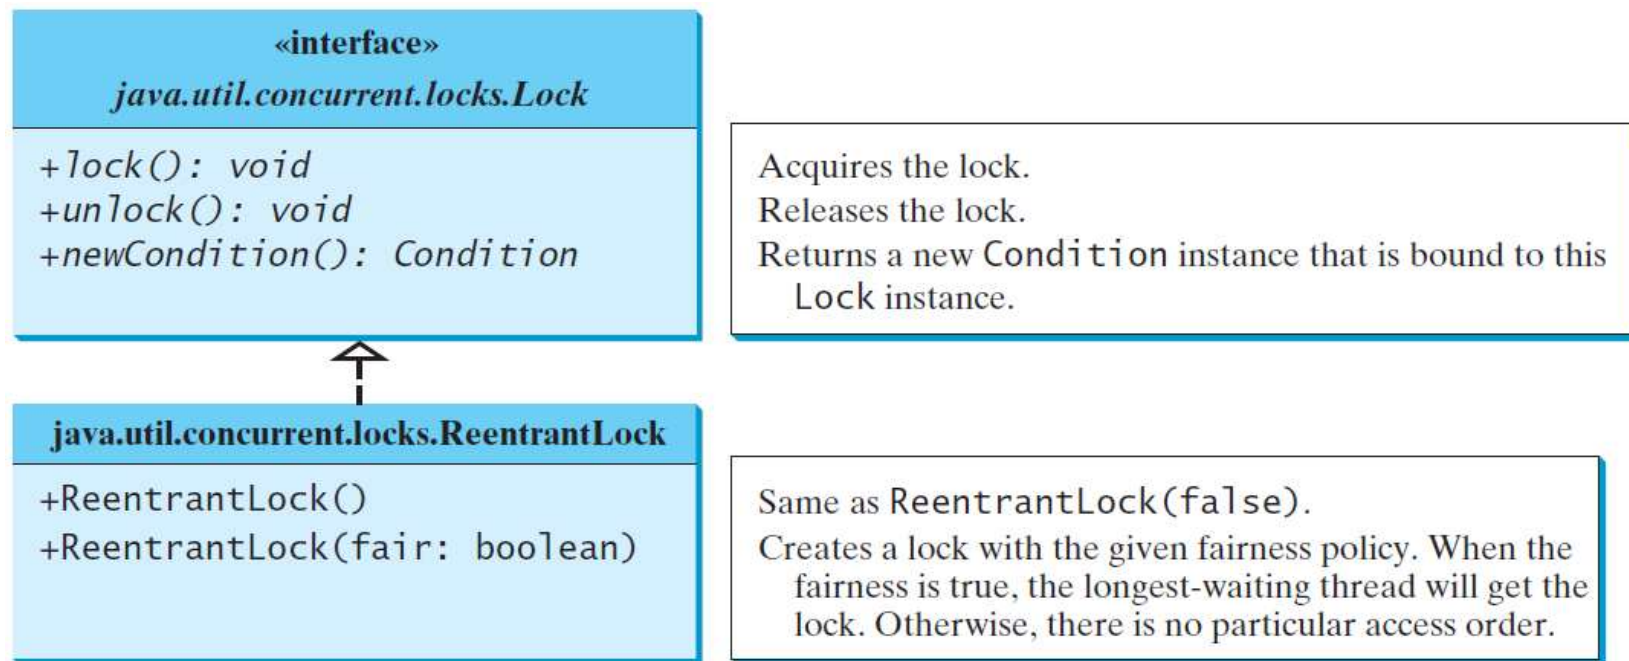 «interface»
java.util.concurrent.locks.Lock
+lock(): void
+unlock(): void
+newCondition(): Condition
Acquires the lock.
Releases the lock.
Returns a new Condition instance that is bound to this
Lock instance.
java.util.concurrent.locks.ReentrantLock
+ReentrantLock()
+ReentrantLock(fair: boolean)
Same as ReentrantLock(false).
Creates a lock with the given fairness policy. When the
fairness is true, the longest-waiting thread will get the
lock. Otherwise, there is no particular access order.